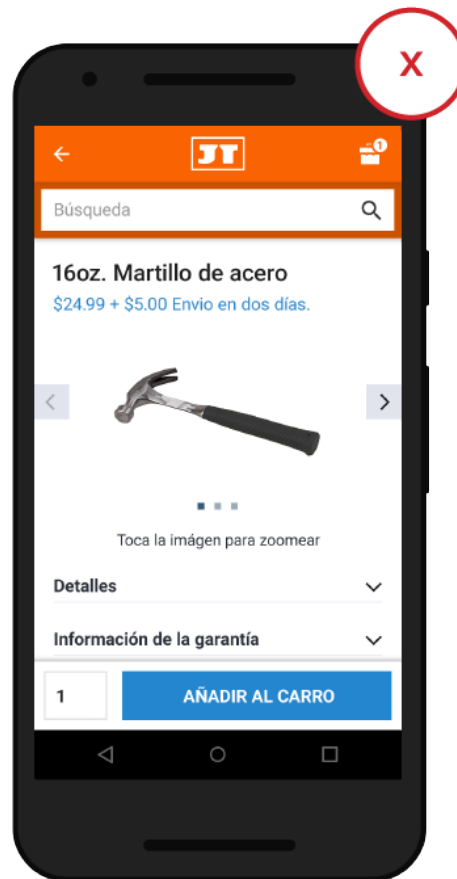 X
JT
1
Búsqueda
16oz. Martillo de acero
$24.99 + $5.00 Envio en dos días.
Toca la imágen para zoomear
Detalles
Información de la garantía
1
AÑADIR AL CARRO